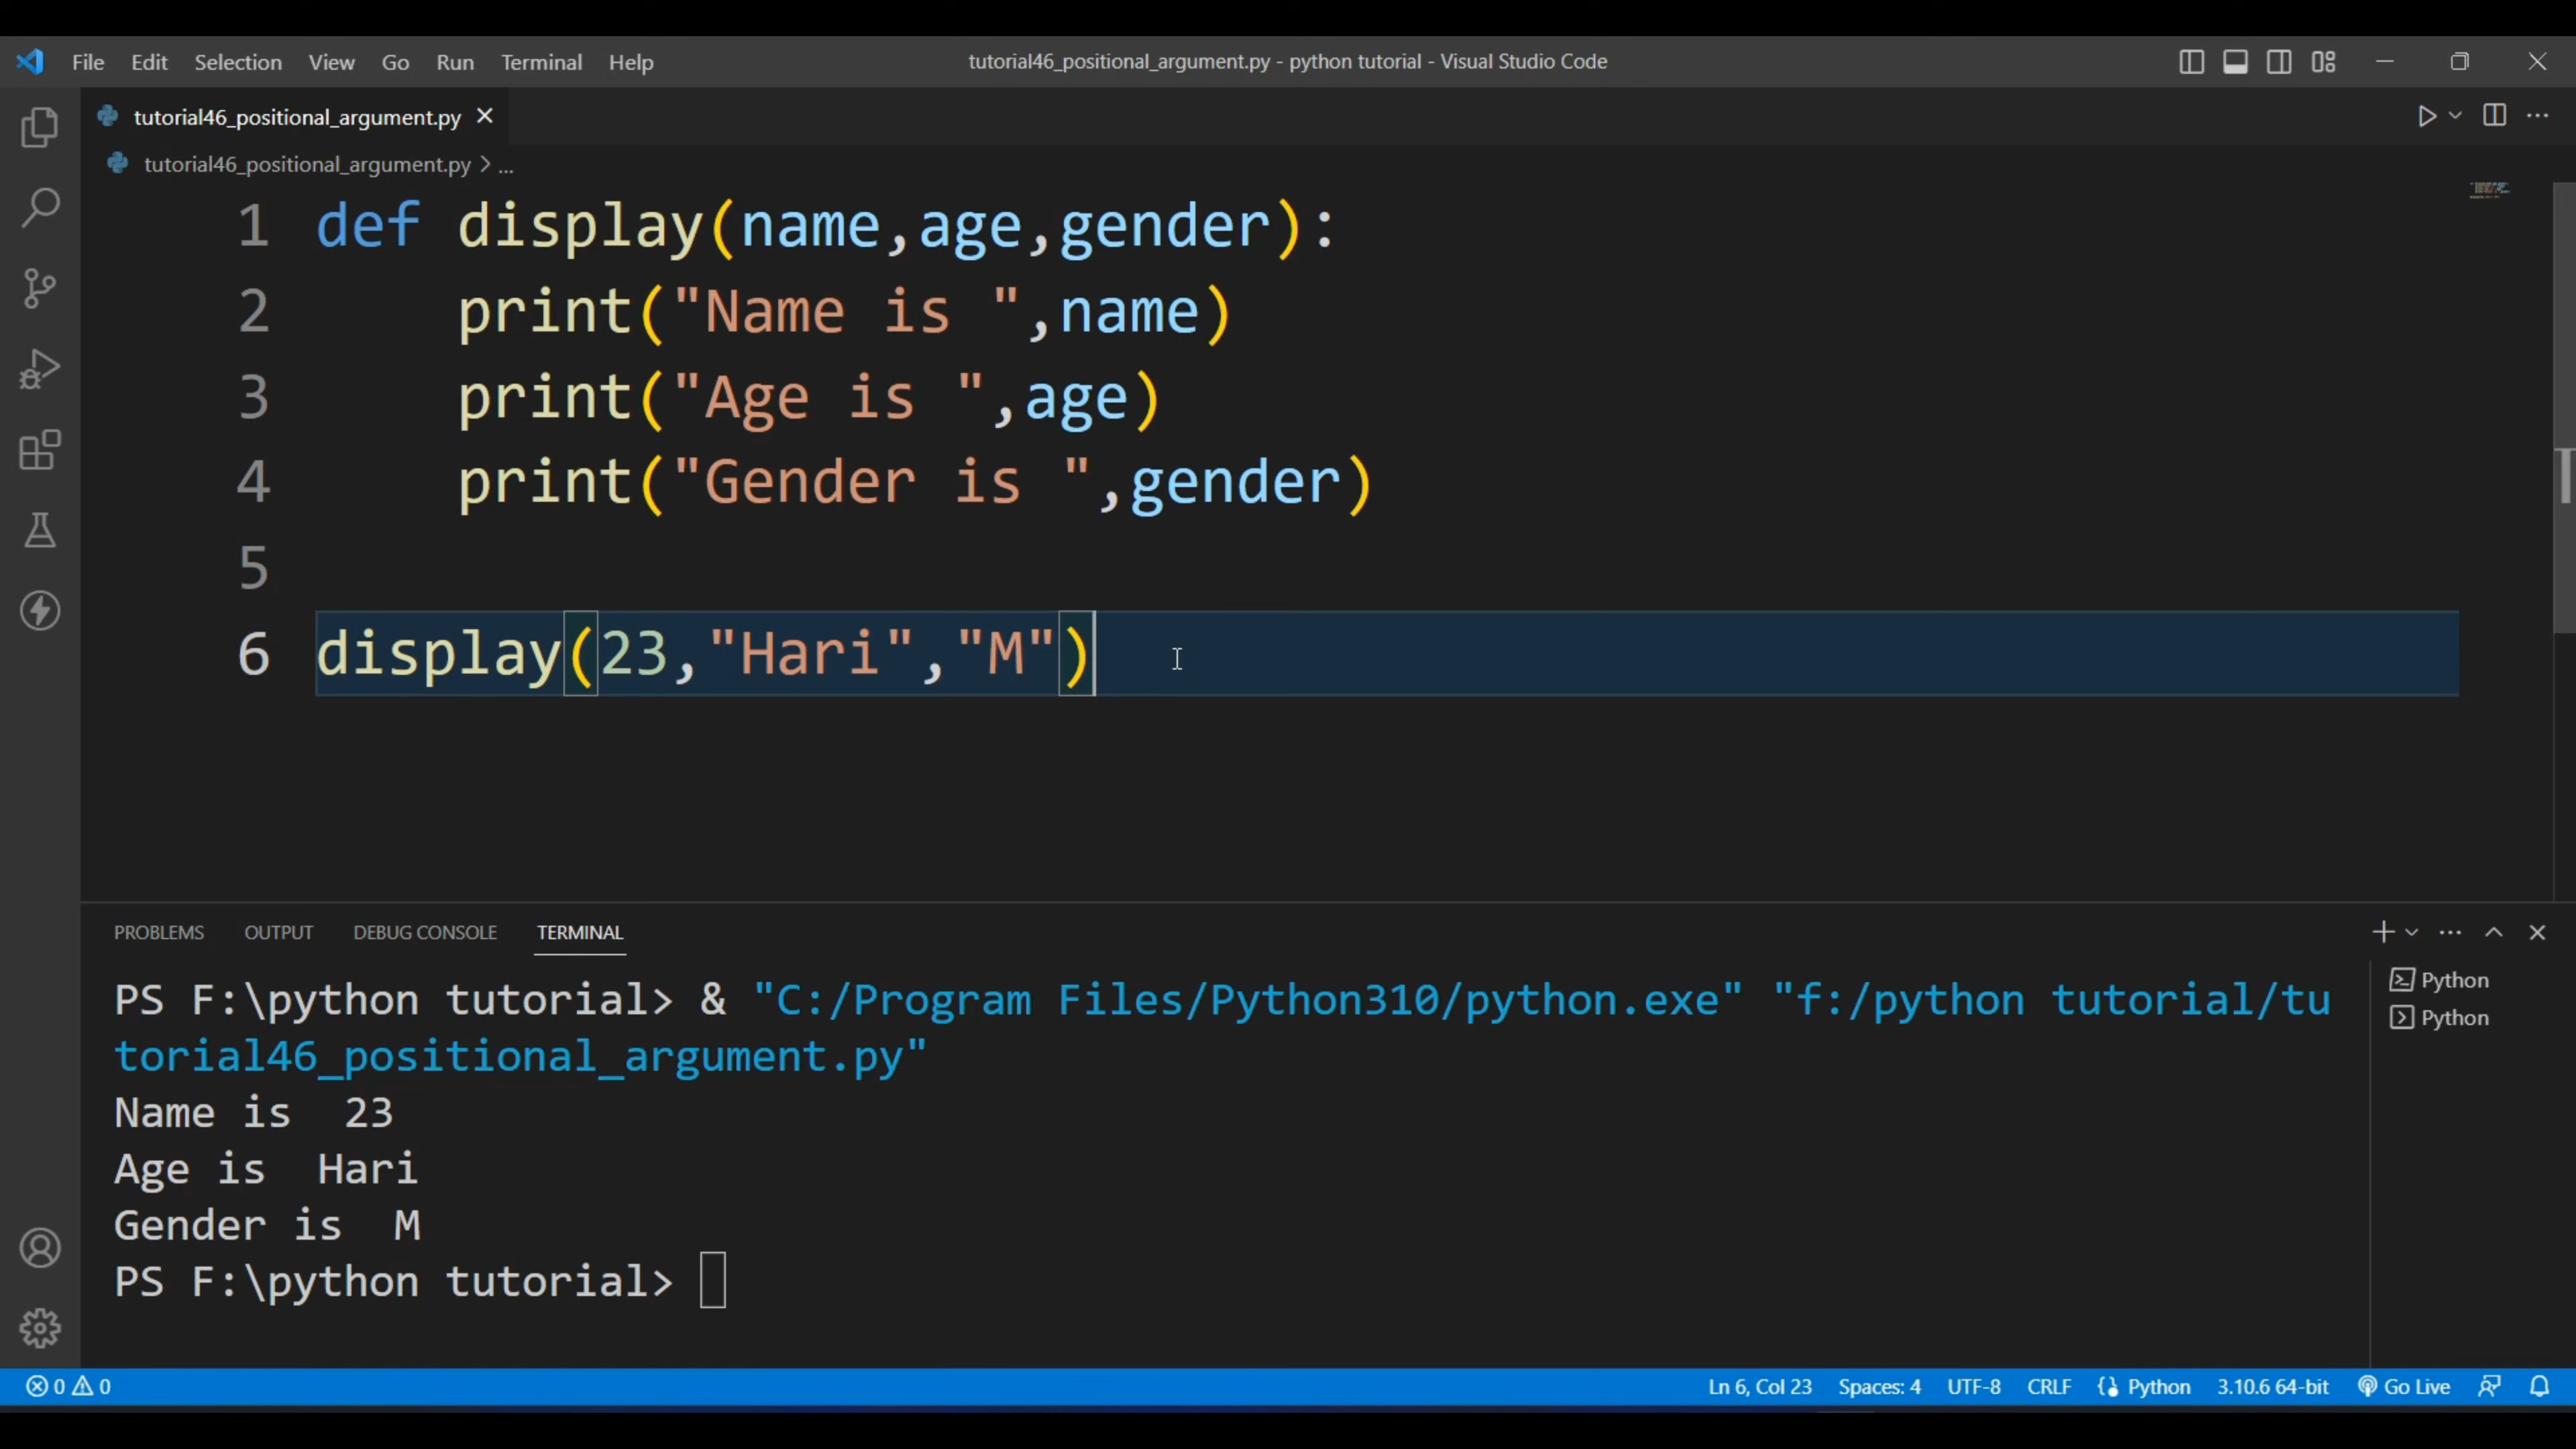 File Edit Selection View Go Run Terminal Help tutorial46_positional_argument.py - python tutorial - Visual Studio Code
tutorial46_positional_argument.py
tutorial46_positional_argument.py > ...
1 def display(name,age,gender):
2     print("Name is ",name)
3     print("Age is ",age)
4     print("Gender is ",gender)
5
6 display(23,"Hari","M")
PROBLEMS OUTPUT DEBUG CONSOLE TERMINAL
PS F:\python tutorial> & "C:/Program Files/Python310/python.exe" "f:/python tutorial/tu
torial46_positional_argument.py"
Name is  23
Age is  Hari
Gender is  M
PS F:\python tutorial>
Python
Python
0 0 Ln 6, Col 23 Spaces: 4 UTF-8 CRLF Python 3.10.6 64-bit Go Live